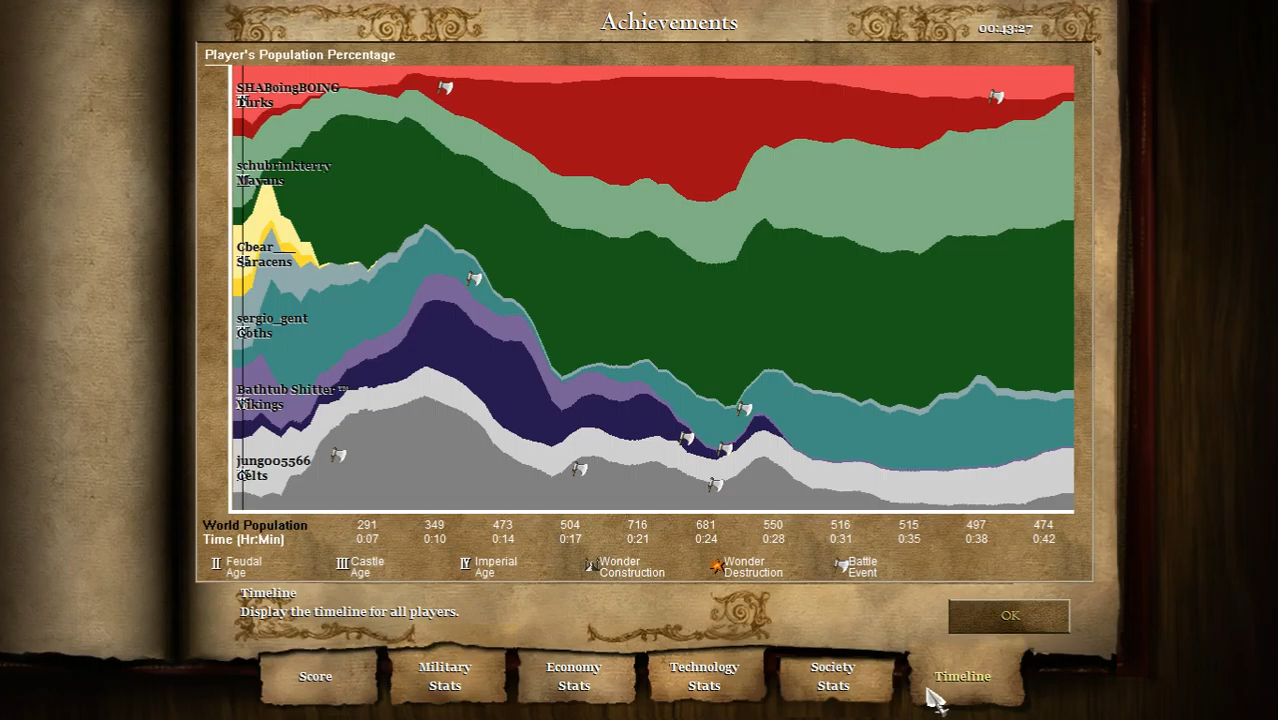 Achievements
00:43:27
Player's Population Percentage
SHABoingBOING
Turks
schubrinkterry
Mayans
Cbear___
Saracens
sergio_gent
Goths
Bathtub Shitter ™
Vikings
jung005566
Celts
World Population 291 349 473 504 716 681 550 516 515 497 474
Time (Hr:Min) 0:07 0:10 0:14 0:17 0:21 0:24 0:28 0:31 0:35 0:38 0:42
II Feudal Age
III Castle Age
IV Imperial Age
Wonder Construction
Wonder Destruction
Battle Event
Timeline
Display the timeline for all players.
OK
Score
Military Stats
Economy Stats
Technology Stats
Society Stats
Timeline